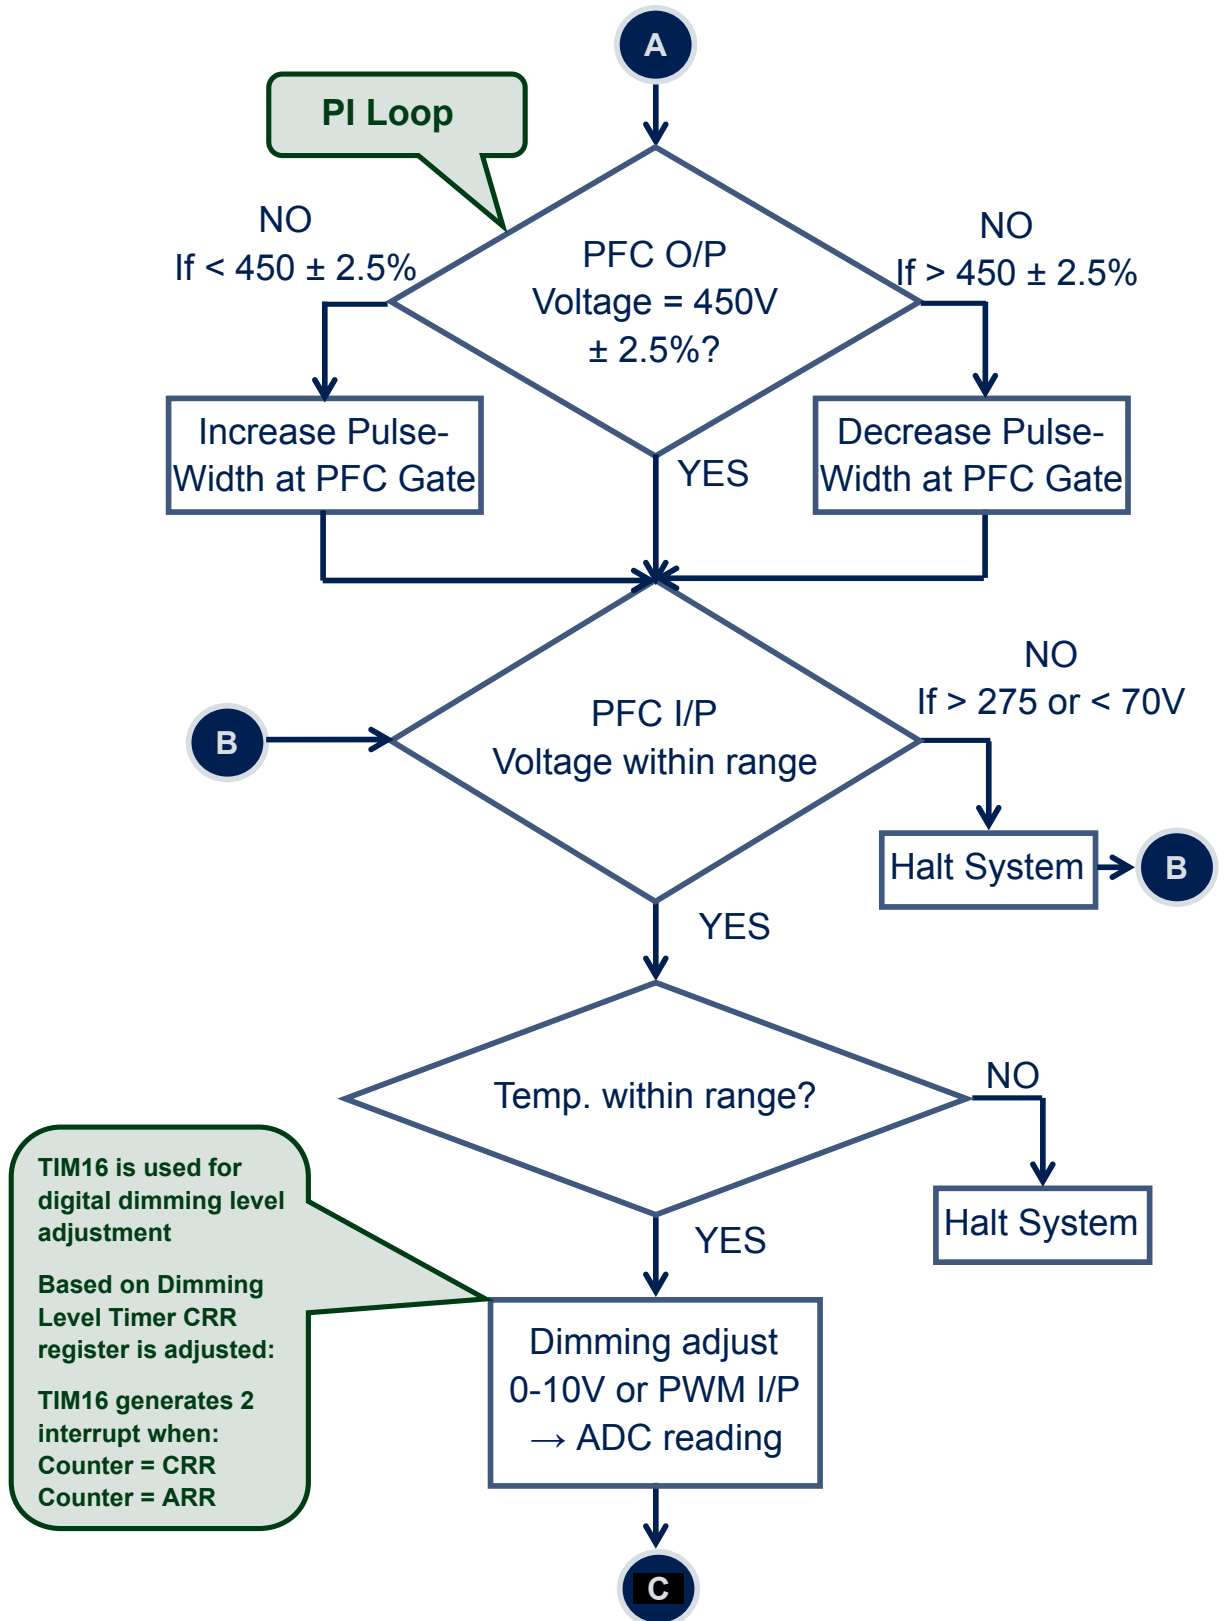 A
PI Loop
NO
If < 450 ± 2.5%
PFC O/P
Voltage = 450V
± 2.5%?
NO
If > 450 ± 2.5%
Increase Pulse-
Width at PFC Gate
YES
Decrease Pulse-
Width at PFC Gate
B
PFC I/P
Voltage within range
NO
If > 275 or < 70V
Halt System
B
YES
Temp. within range?
NO
Halt System
YES
TIM16 is used for
digital dimming level
adjustment
Based on Dimming
Level Timer CRR
register is adjusted:
TIM16 generates 2
interrupt when:
Counter = CRR
Counter = ARR
Dimming adjust
0-10V or PWM I/P
→ ADC reading
C